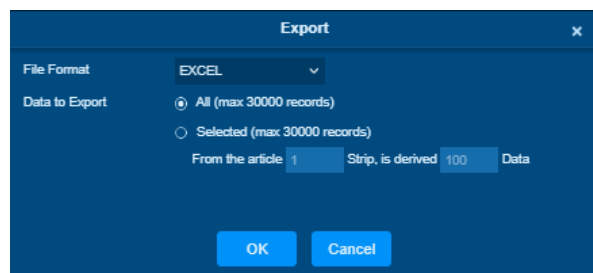 Export
File Format EXCEL
Data to Export All (max 30000 records)
Selected (max 30000 records)
From the article 1 Strip, is derived 100 Data
OK Cancel